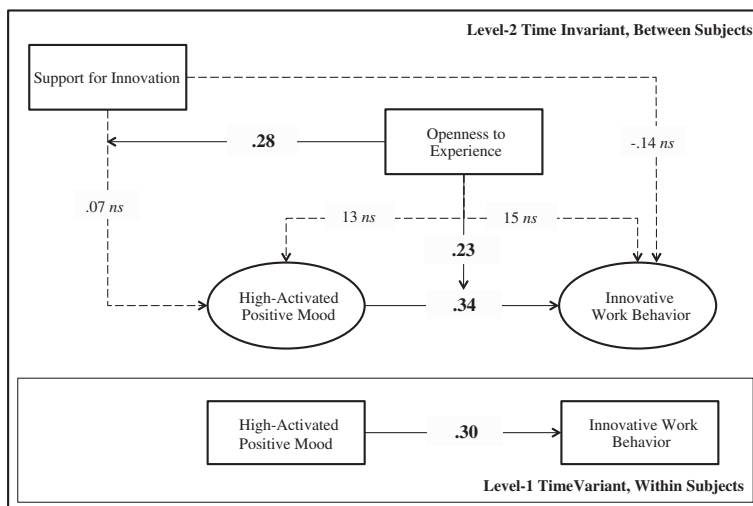 Level-2 Time Invariant, Between Subjects
Support for Innovation
.28
Openness to
Experience
-.14 ns
.07 ns
13 ns
15 ns
.23
High-Activated
Positive Mood
.34
Innovative
Work Behavior
High-Activated
Positive Mood
.30
Innovative Work
Behavior
Level-1 TimeVariant, Within Subjects